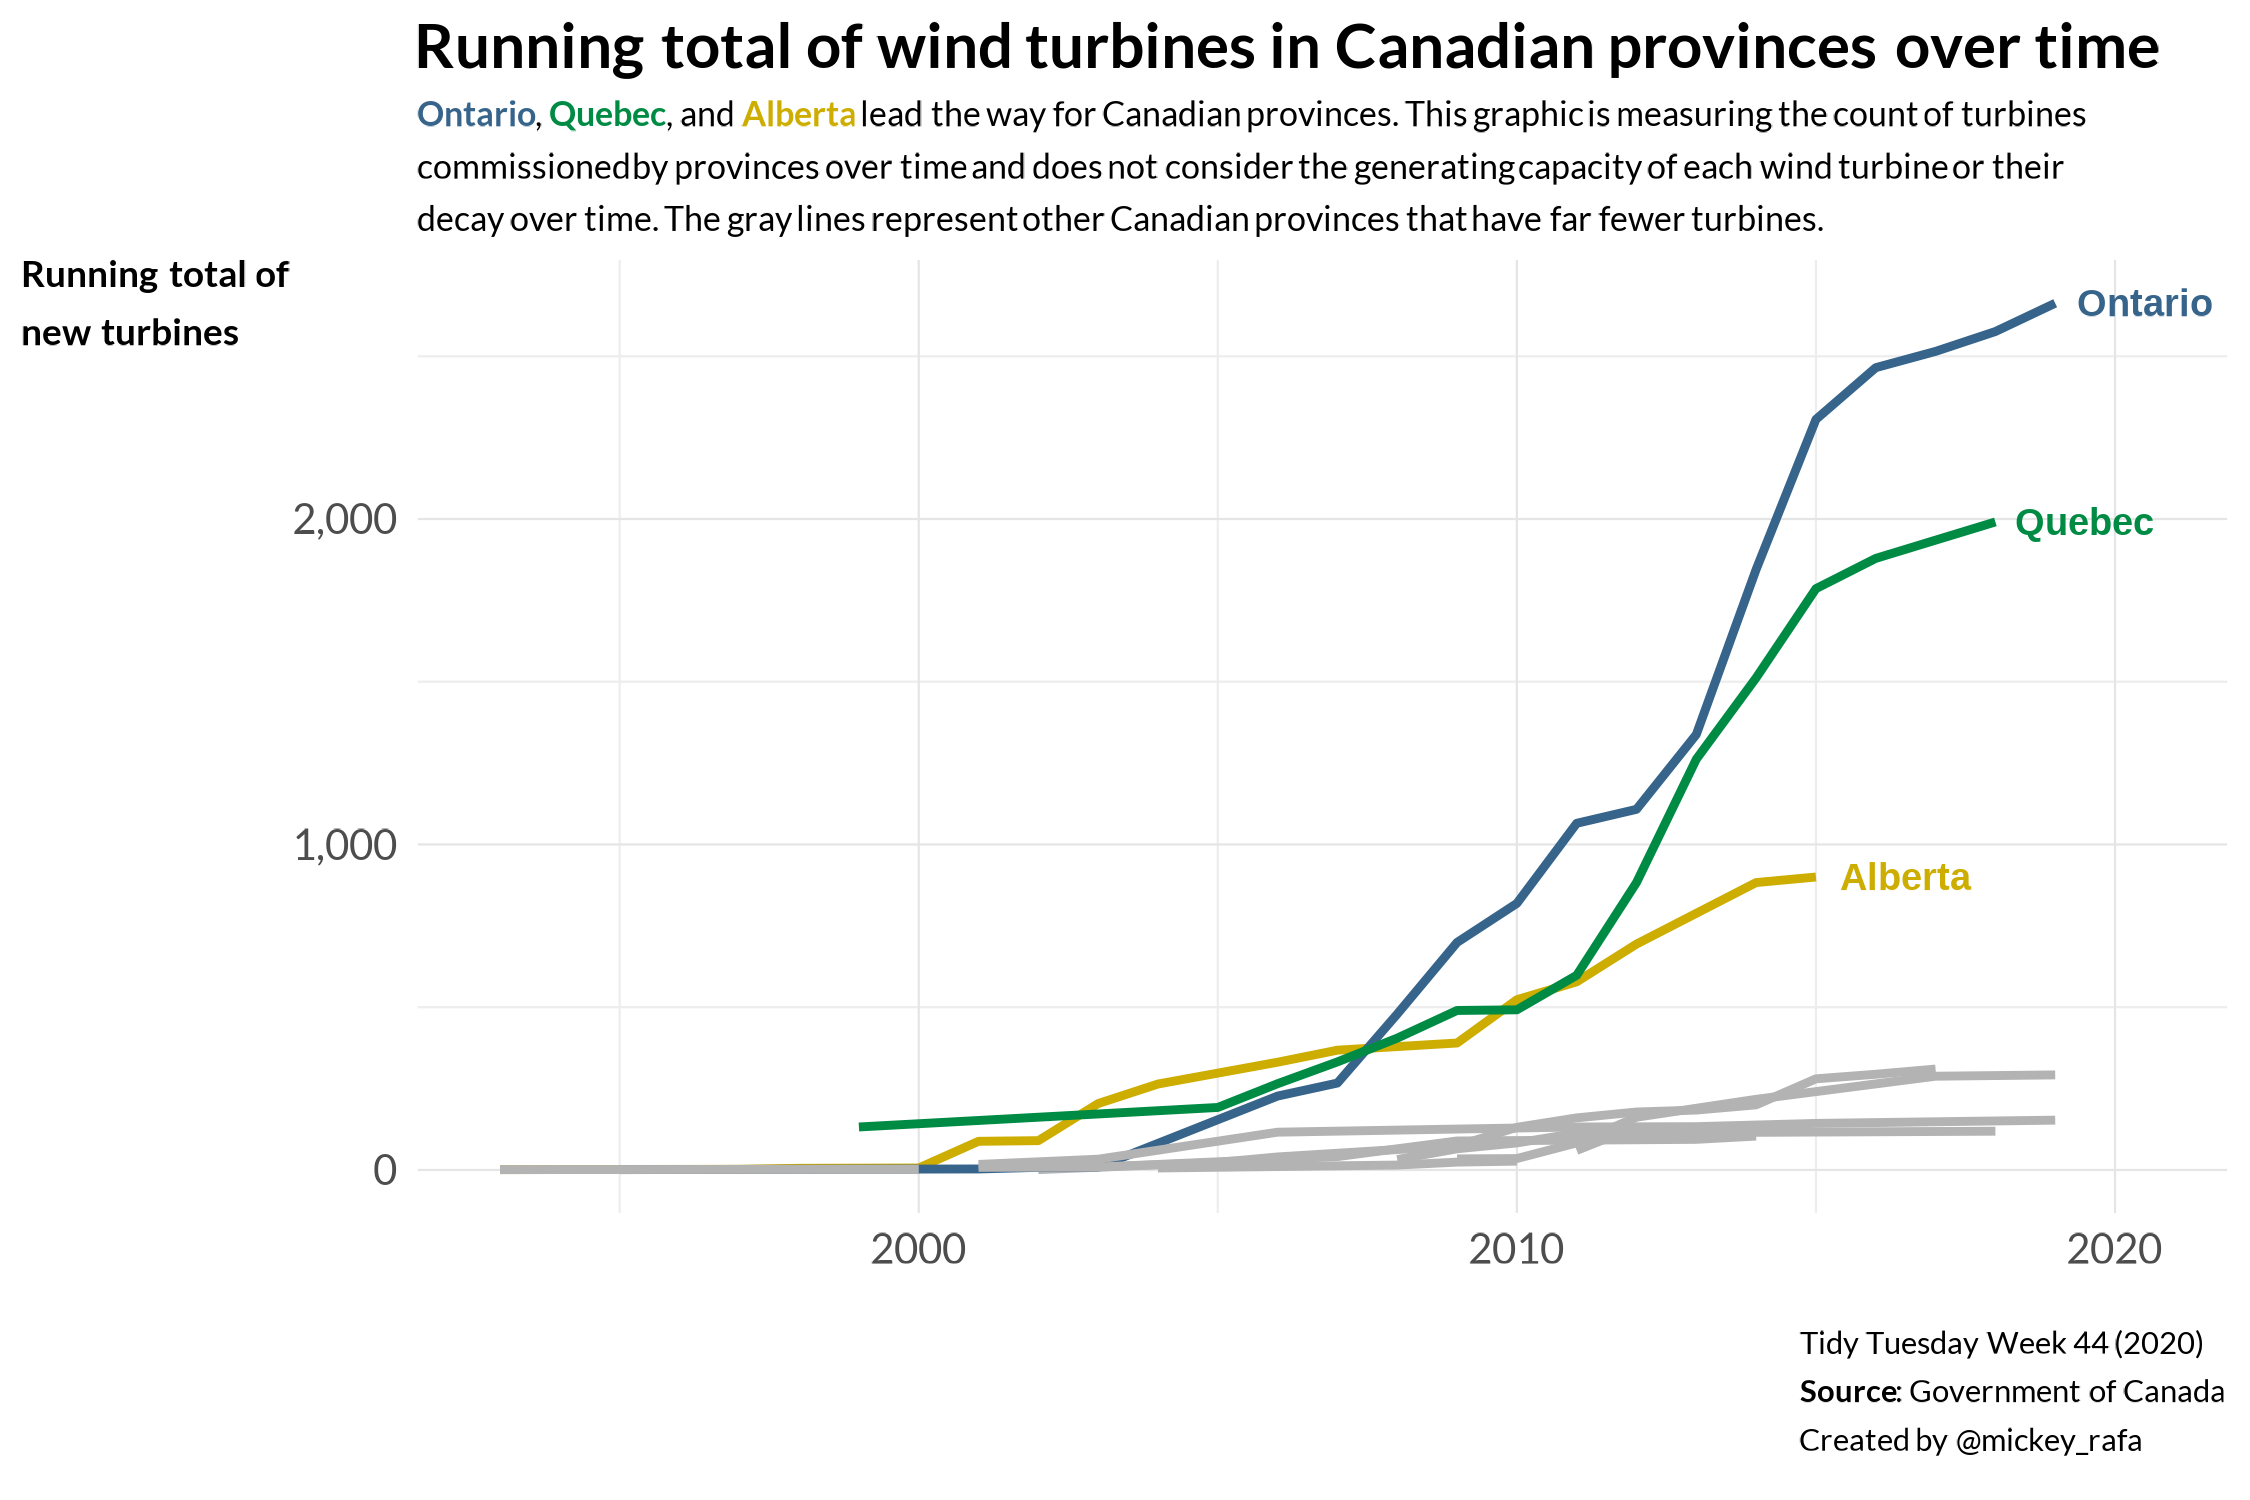 Running total of wind turbines in Canadian provinces over time
Ontario, Quebec, and Alberta lead the way for Canadian provinces. This graphic is measuring the count of turbines
commissioned by provinces over time and does not consider the generating capacity of each wind turbine or their
decay over time. The gray lines represent other Canadian provinces that have far fewer turbines.
Running total of
new turbines
Ontario
Quebec
2,000
1,000
Alberta
0
2000
2010
2020
Tidy Tuesday Week 44 (2020)
Source: Government of Canada
Created by @mickey_rafa